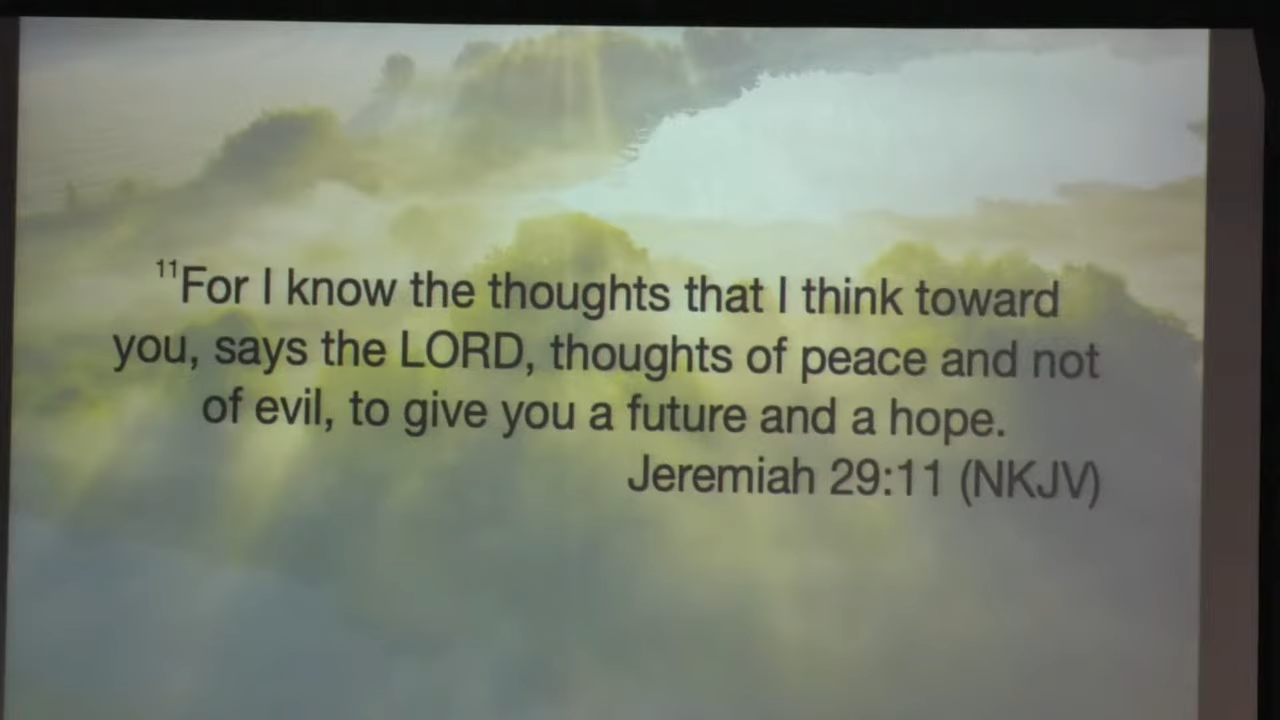 ¹¹For I know the thoughts that I think toward
you, says the LORD, thoughts of peace and not
of evil, to give you a future and a hope.
Jeremiah 29:11 (NKJV)